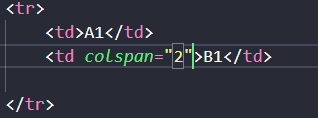 <tr>
    <td>A1</td>
    <td colspan="2">B1</td>
</tr>